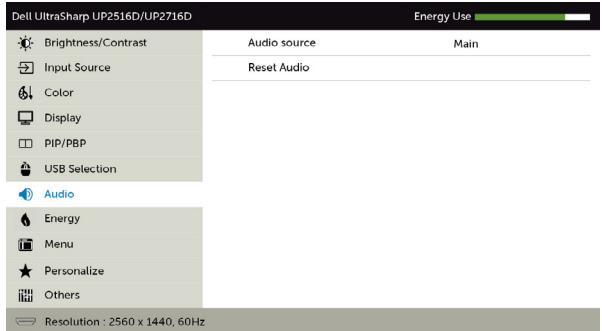 Dell UltraSharp UP2516D/UP2716D Energy Use
Brightness/Contrast Audio source Main
Input Source Reset Audio
Color
Display
PIP/PBP
USB Selection
Audio
Energy
Menu
Personalize
Others
Resolution : 2560 x 1440, 60Hz